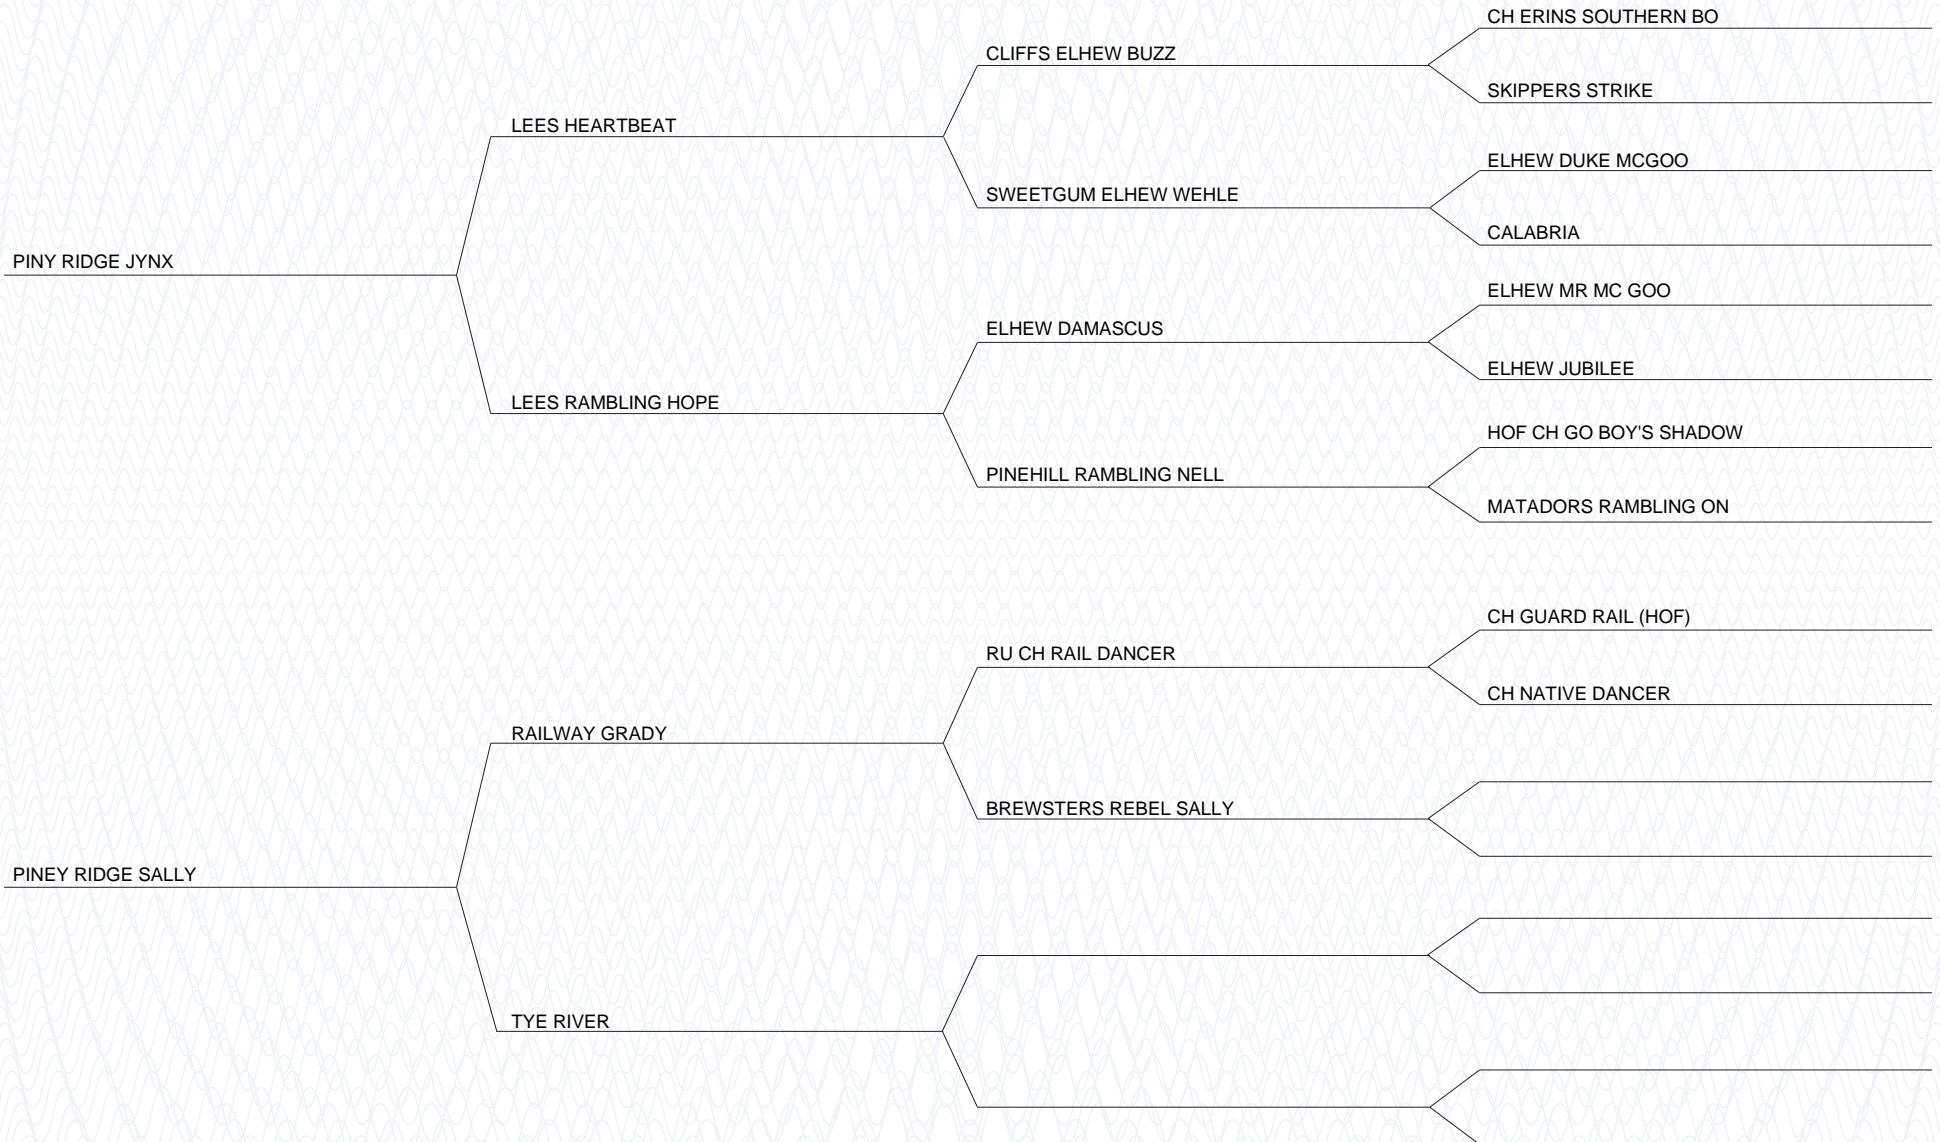 CH ERINS SOUTHERN BO
CLIFFS ELHEW BUZZ
SKIPPERS STRIKE
LEES HEARTBEAT
ELHEW DUKE MCGOO
SWEETGUM ELHEW WEHLE
CALABRIA
PINY RIDGE JYNX
ELHEW MR MC GOO
ELHEW DAMASCUS
ELHEW JUBILEE
LEES RAMBLING HOPE
HOF CH GO BOY'S SHADOW
PINEHILL RAMBLING NELL
MATADORS RAMBLING ON
CH GUARD RAIL (HOF)
RU CH RAIL DANCER
CH NATIVE DANCER
RAILWAY GRADY
BREWSTERS REBEL SALLY
PINEY RIDGE SALLY
TYE RIVER